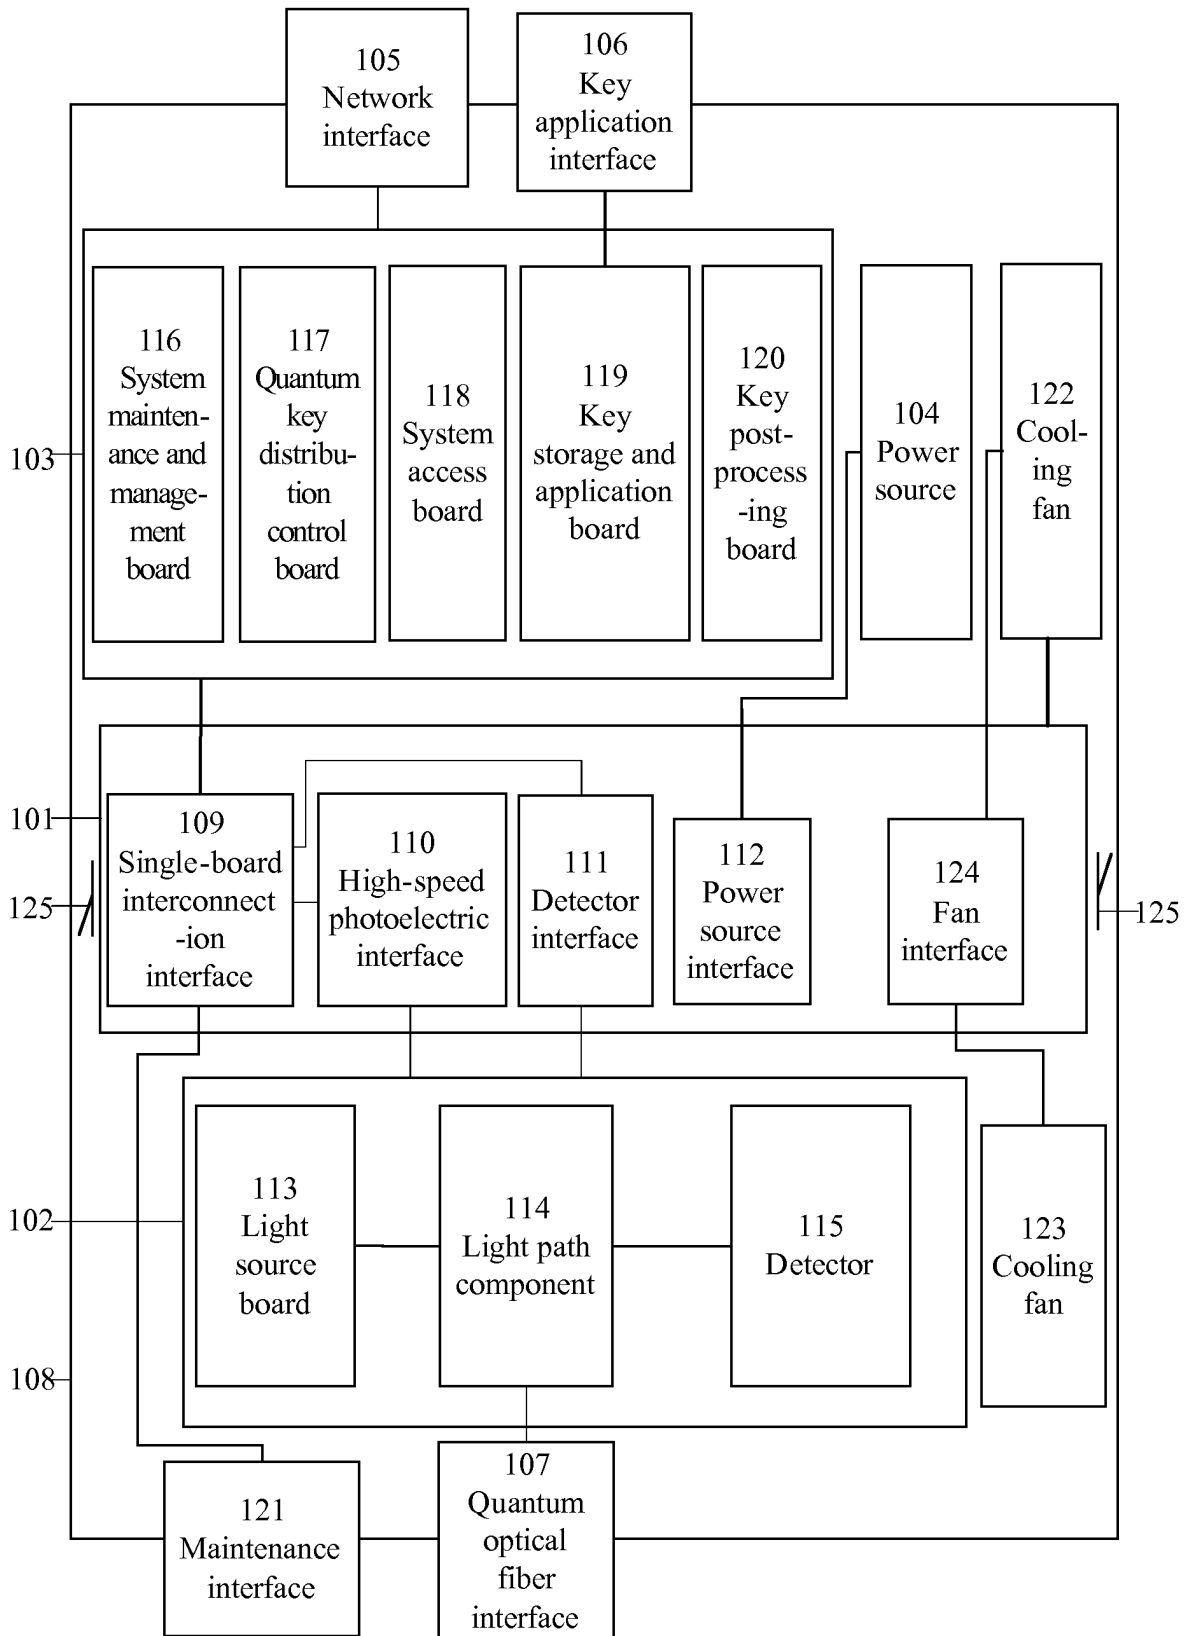 105
Network
interface
106
Key
application
interface
116
System
mainten-
ance and
manage-
ment
board
117
Quantum
key
distribu-
tion
control
board
118
System
access
board
119
Key
storage and
application
board
120
Key
post-
process
-ing
board
104
Power
source
122
Cool-
ing
fan
103
101
109
Single-board
interconnect
-ion
interface
110
High-speed
photoelectric
interface
111
Detector
interface
112
Power
source
interface
124
Fan
interface
125
125
102
113
Light
source
board
114
Light path
component
115
Detector
123
Cooling
fan
108
121
Maintenance
interface
107
Quantum
optical
fiber
interface